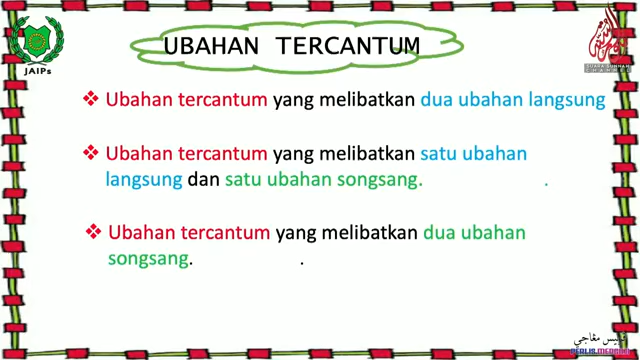 UBAHAN TERCANTUM
JAIPs
❖ Ubahan tercantum yang melibatkan dua ubahan langsung
❖ Ubahan tercantum yang melibatkan satu ubahan
langsung dan satu ubahan songsang. .
❖ Ubahan tercantum yang melibatkan dua ubahan
songsang. .